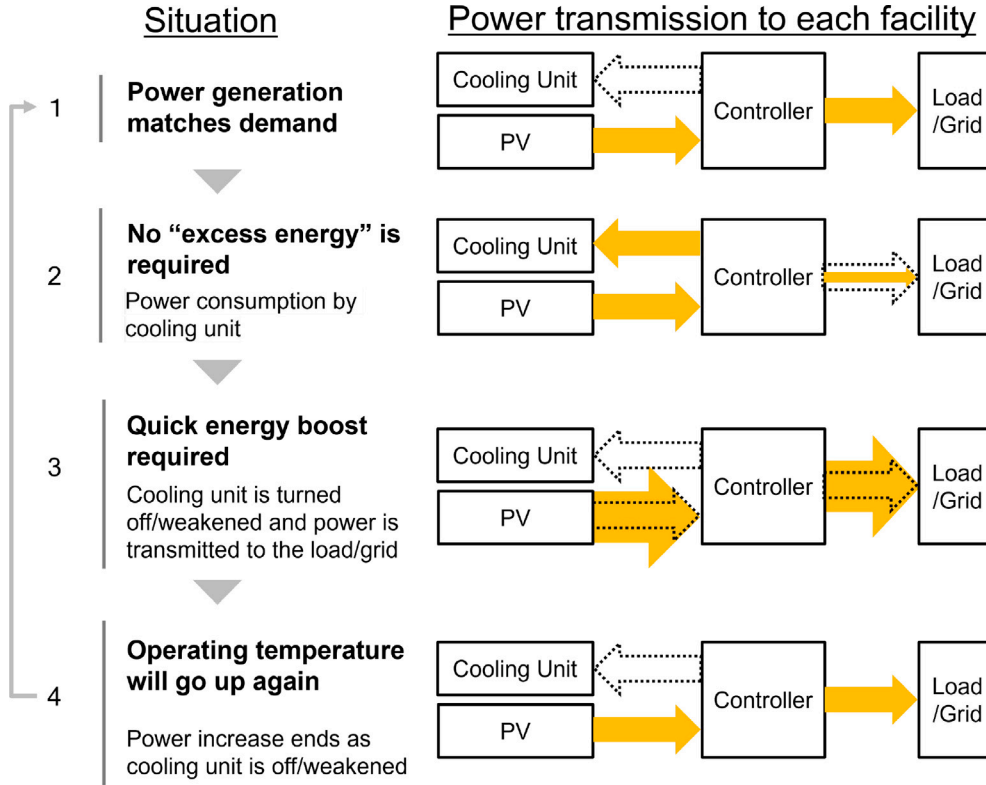 Situation
Power transmission to each facility
1
Power generation
matches demand
Cooling Unit
PV
Controller
Load
/Grid
2
No “excess energy” is
required
Power consumption by
cooling unit
Cooling Unit
PV
Controller
Load
/Grid
3
Quick energy boost
required
Cooling unit is turned
off/weakened and power is
transmitted to the load/grid
Cooling Unit
PV
Controller
Load
/Grid
4
Operating temperature
will go up again
Power increase ends as
cooling unit is off/weakened
Cooling Unit
PV
Controller
Load
/Grid